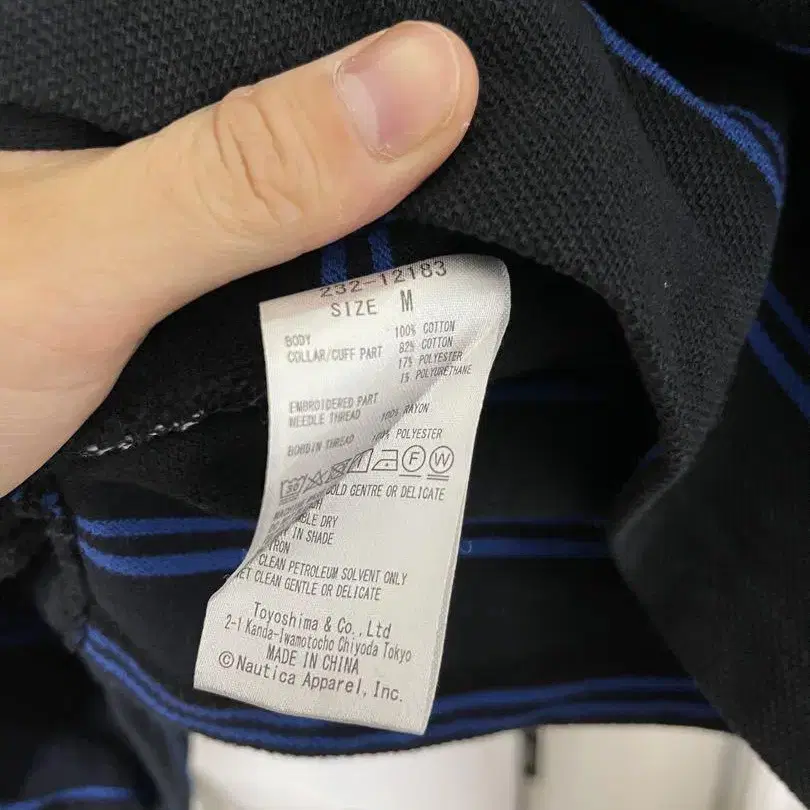 232-12183
SIZE M
BODY 100% COTTON
COLLAR/CUFF PART 82% COTTON
17% POLYESTER
1% POLYURETHANE
EMBROIDERED PART
NEEDLE THREAD 100% RAYON
BOHDIN THREAD 100% POLYESTER
F W
COLD GENTRE OR DELICATE
DRY
IN SHADE
IRON
CLEAN PETROLEUM SOLVENT ONLY
WET CLEAN GENTLE OR DELICATE
Toyoshima & Co., Ltd
2-1 Kanda-Iwamotocho Chiyoda Tokyo
MADE IN CHINA
©Nautica Apparel, Inc.